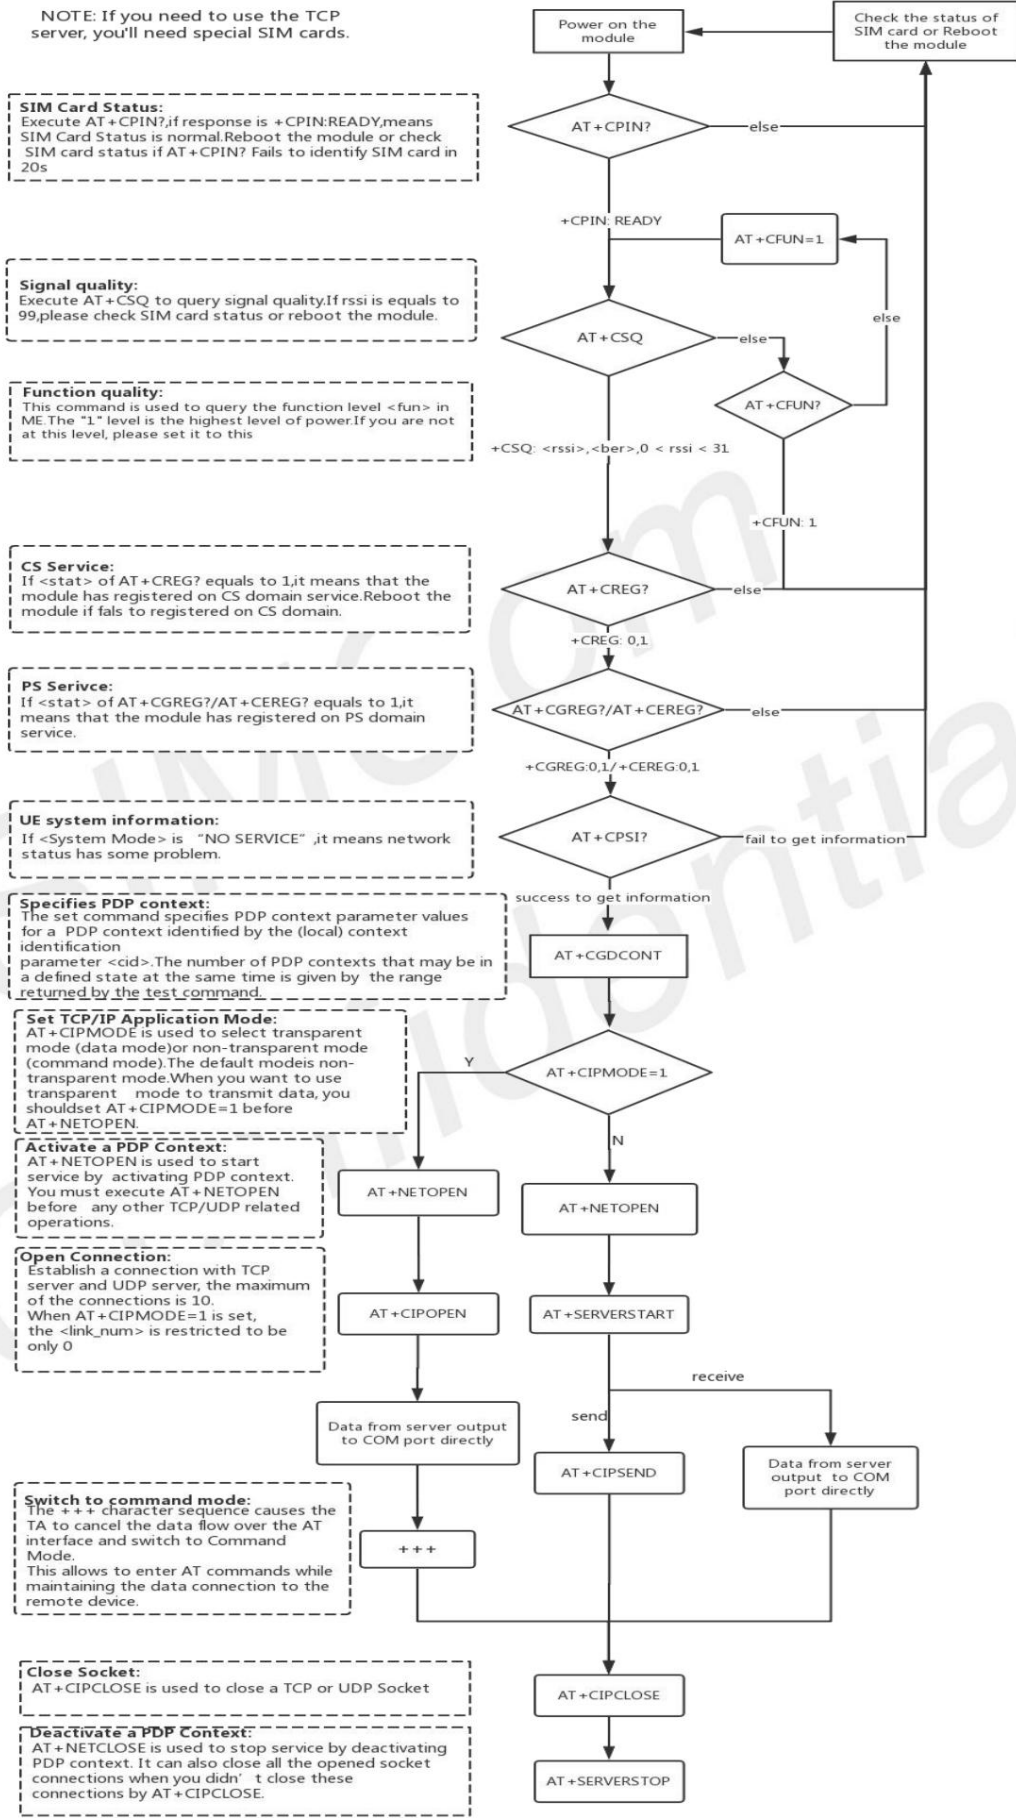 NOTE: If you need to use the TCP
server, you'll need special SIM cards.
Power on the
module
Check the status of
SIM card or Reboot
the module
SIM Card Status:
Execute AT+CPIN?,if response is +CPIN:READY,means
SIM Card Status is normal.Reboot the module or check
SIM card status if AT+CPIN? Fails to identify SIM card in
20s
AT+CPIN?
else
+CPIN: READY
AT+CFUN=1
Signal quality:
Execute AT+CSQ to query signal quality.If rssi is equals to
99,please check SIM card status or reboot the module.
AT+CSQ
else
else
Function quality:
This command is used to query the function level <fun> in
ME.The "1" level is the highest level of power.If you are not
at this level, please set it to this
AT+CFUN?
+CSQ: <rssi>,<ber>,0 < rssi < 31
+CFUN: 1
CS Service:
If <stat> of AT+CREG? equals to 1,it means that the
module has registered on CS domain service.Reboot the
module if fals to registered on CS domain.
AT+CREG?
else
+CREG: 0,1
PS Serivce:
If <stat> of AT+CGREG?/AT+CEREG? equals to 1,it
means that the module has registered on PS domain
service.
AT+CGREG?/AT+CEREG?
else
+CGREG:0,1/+CEREG:0,1
UE system information:
If <System Mode> is “NO SERVICE” ,it means network
status has some problem.
AT+CPSI?
fail to get information
success to get information
Specifies PDP context:
The set command specifies PDP context parameter values
for a PDP context identified by the (local) context
identification
parameter <cid>.The number of PDP contexts that may be in
a defined state at the same time is given by the range
returned by the test command.
AT+CGDCONT
Set TCP/IP Application Mode:
AT+CIPMODE is used to select transparent
mode (data mode)or non-transparent mode
(command mode).The default modeis non-
transparent mode.When you want to use
transparent mode to transmit data, you
shouldset AT+CIPMODE=1 before
AT+NETOPEN.
Y
AT+CIPMODE=1
N
Activate a PDP Context:
AT+NETOPEN is used to start
service by activating PDP context.
You must execute AT+NETOPEN
before any other TCP/UDP related
operations.
AT+NETOPEN
AT+NETOPEN
Open Connection:
Establish a connection with TCP
server and UDP server, the maximum
of the connections is 10.
When AT+CIPMODE=1 is set,
the <link_num> is restricted to be
only 0
AT+CIPOPEN
AT+SERVERSTART
receive
send
Data from server output
to COM port directly
AT+CIPSEND
Data from server
output to COM
port directly
Switch to command mode:
The +++ character sequence causes the
TA to cancel the data flow over the AT
interface and switch to Command
Mode.
This allows to enter AT commands while
maintaining the data connection to the
remote device.
+++
Close Socket:
AT+CIPCLOSE is used to close a TCP or UDP Socket
AT+CIPCLOSE
Deactivate a PDP Context:
AT+NETCLOSE is used to stop service by deactivating
PDP context. It can also close all the opened socket
connections when you didn’ t close these
connections by AT+CIPCLOSE.
AT+SERVERSTOP